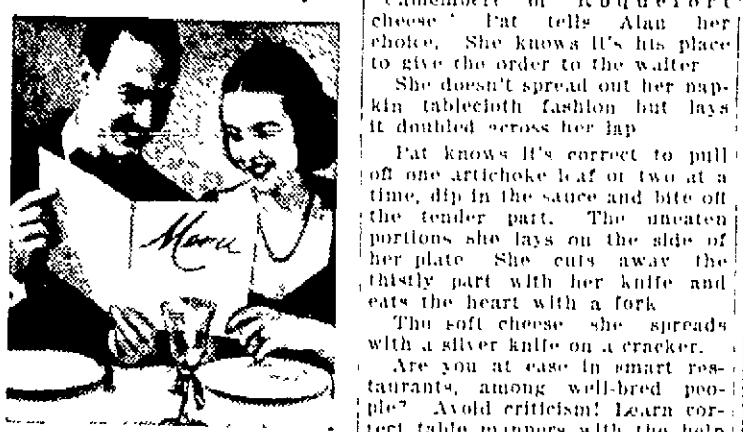 Menu
Camembert or Roquefort
cheese" Pat tells Alan her
choice. She knows it's his place
to give the order to the waiter
She doesn't spread out her nap-
kin tablecloth fashion but lays
it doubled across her lap
Pat knows it's correct to pull
off one artichoke leaf or two at a
time, dip in the sauce and bite off
the tender part. The uneaten
portions she lays on the side of
her plate She cuts away the
thistly part with her knife and
eats the heart with a fork
The soft cheese she spreads
with a silver knife on a cracker.
Are you at ease in smart res-
taurants, among well-bred peo-
ple? Avoid criticism! Learn cor-
rect table manners with the help